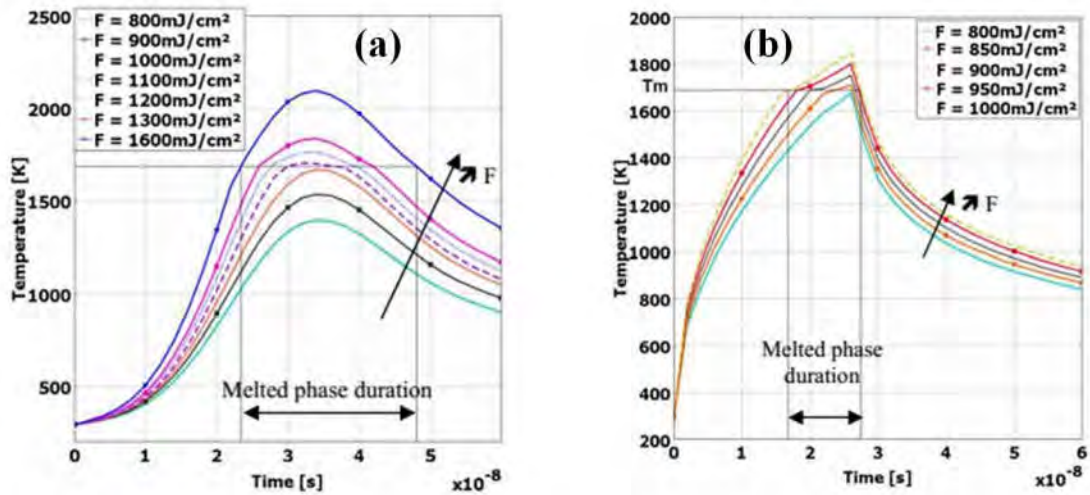 (a)
F = 800mJ/cm²
F = 900mJ/cm²
F = 1000mJ/cm²
F = 1100mJ/cm²
F = 1200mJ/cm²
F = 1300mJ/cm²
F = 1600mJ/cm²
2500
2000
1500
1000
500
Temperature [K]
F
Melted phase duration
0
1
2
3
4
5
6
x10⁻⁸
Time [s]
(b)
F = 800mJ/cm²
F = 850mJ/cm²
F = 900mJ/cm²
F = 950mJ/cm²
F = 1000mJ/cm²
2000
1800
Tm
1600
1400
1200
1000
800
600
400
200
Temperature [K]
F
Melted phase
duration
0
1
2
3
4
5
6
x10⁻⁸
Time [s]